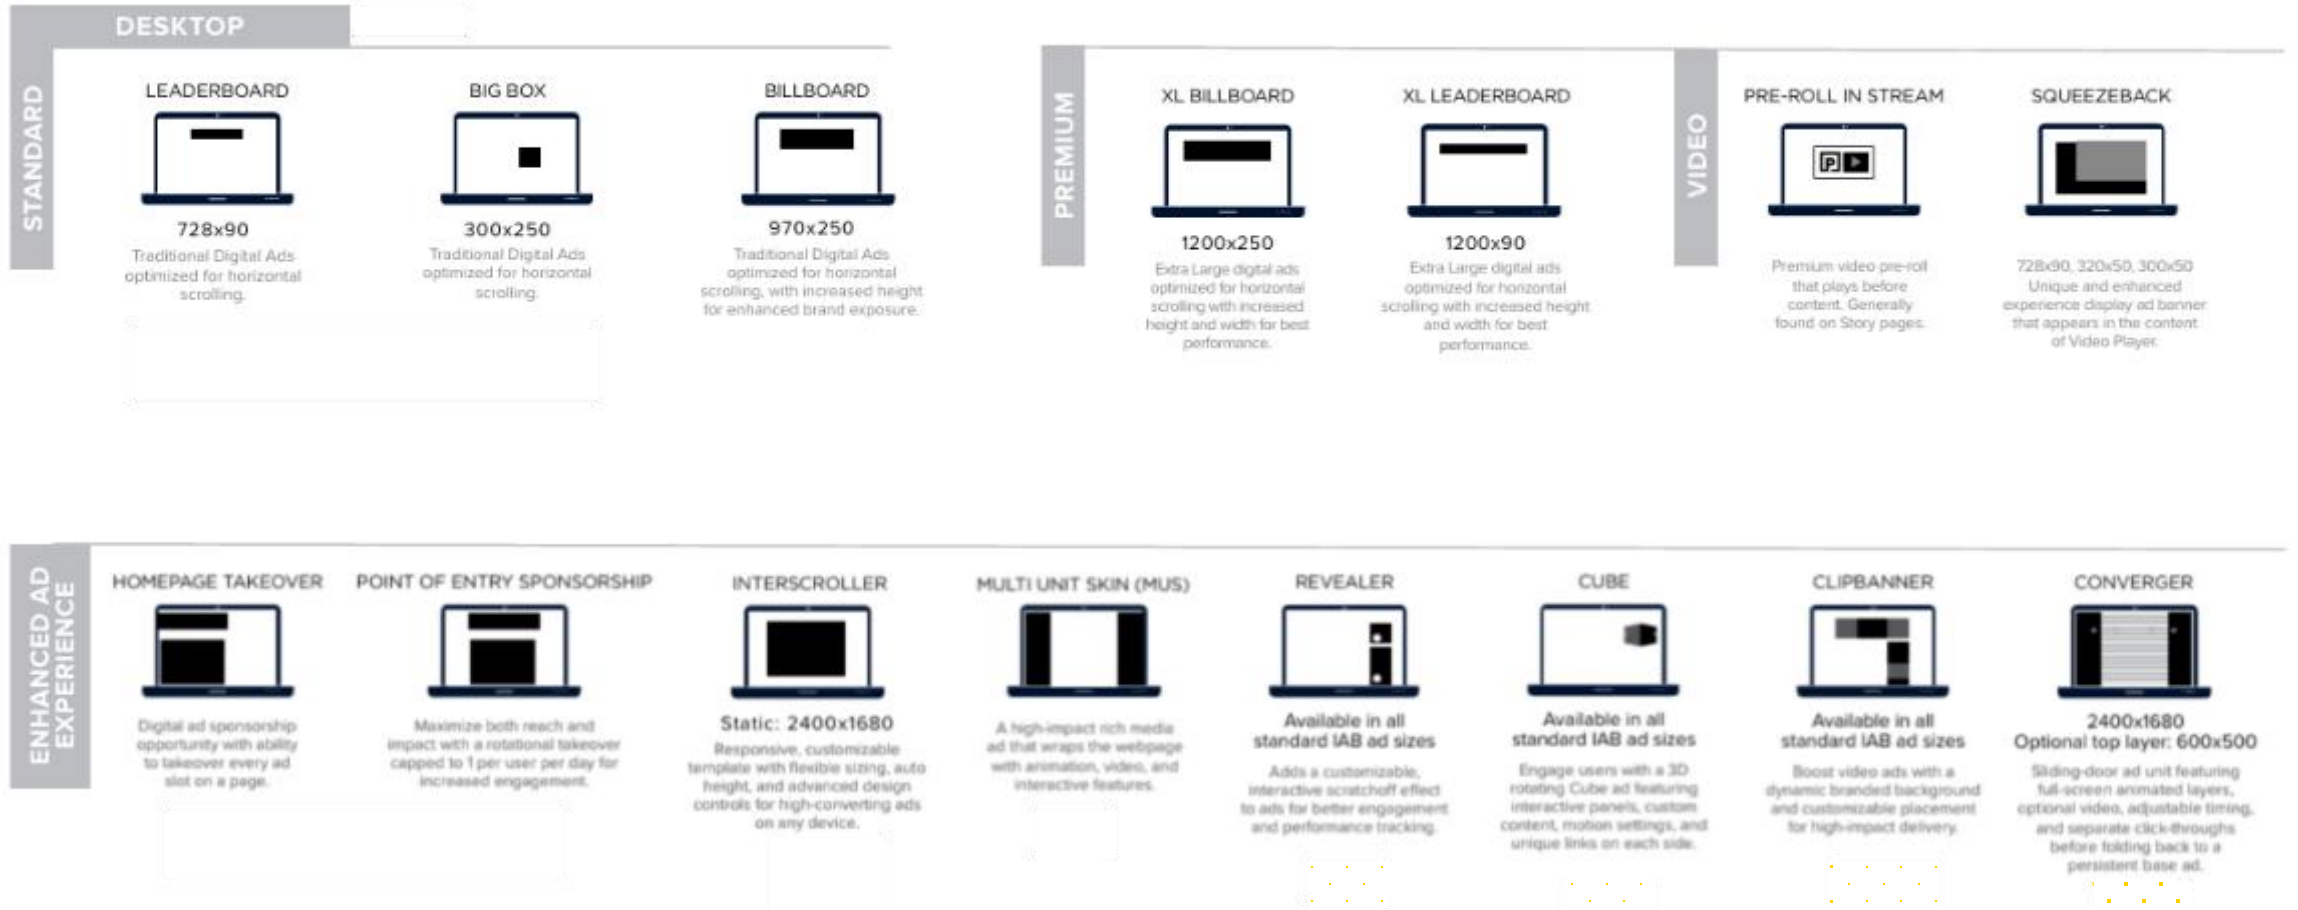 DESKTOP
STANDARD
LEADERBOARD
728x90
Traditional Digital Ads
optimized for horizontal
scrolling.
BIG BOX
300x250
Traditional Digital Ads
optimized for horizontal
scrolling.
BILLBOARD
970x250
Traditional Digital Ads
optimized for horizontal
scrolling, with increased height
for enhanced brand exposure.
PREMIUM
XL BILLBOARD
1200x250
Extra Large digital ads
optimized for horizontal
scrolling with increased
height and width for best
performance.
XL LEADERBOARD
1200x90
Extra Large digital ads
optimized for horizontal
scrolling with increased height
and width for best
performance.
VIDEO
PRE-ROLL IN STREAM
P
Premium video pre-roll
that plays before
content. Generally
found on Story pages.
SQUEEZEBACK
728x90, 320x50, 300x50
Unique and enhanced
experience display ad banner
that appears in the content
of Video Player.
ENHANCED AD
EXPERIENCE
HOMEPAGE TAKEOVER
Digital ad sponsorship
opportunity with ability
to takeover every ad
slot on a page.
POINT OF ENTRY SPONSORSHIP
Maximize both reach and
impact with a rotational takeover
capped to 1 per user per day for
increased engagement.
INTERSCROLLER
Static: 2400x1680
Responsive, customizable
template with flexible sizing, auto
height, and advanced design
controls for high-converting ads
on any device.
MULTI UNIT SKIN (MUS)
A high-impact rich media
ad that wraps the webpage
with animation, video, and
interactive features.
REVEALER
Available in all
standard IAB ad sizes
Adds a customizable,
interactive scratchoff effect
to ads for better engagement
and performance tracking.
CUBE
Available in all
standard IAB ad sizes
Engage users with a 3D
rotating Cube ad featuring
interactive panels, custom
content, motion settings, and
unique links on each side.
CLIPBANNER
Available in all
standard IAB ad sizes
Boost video ads with a
dynamic branded background
and customizable placement
for high-impact delivery.
CONVERGER
2400x1680
Optional top layer: 600x500
Sliding-door ad unit featuring
full-screen animated layers,
optional video, adjustable timing,
and separate click-throughs
before folding back to a
persistent base ad.